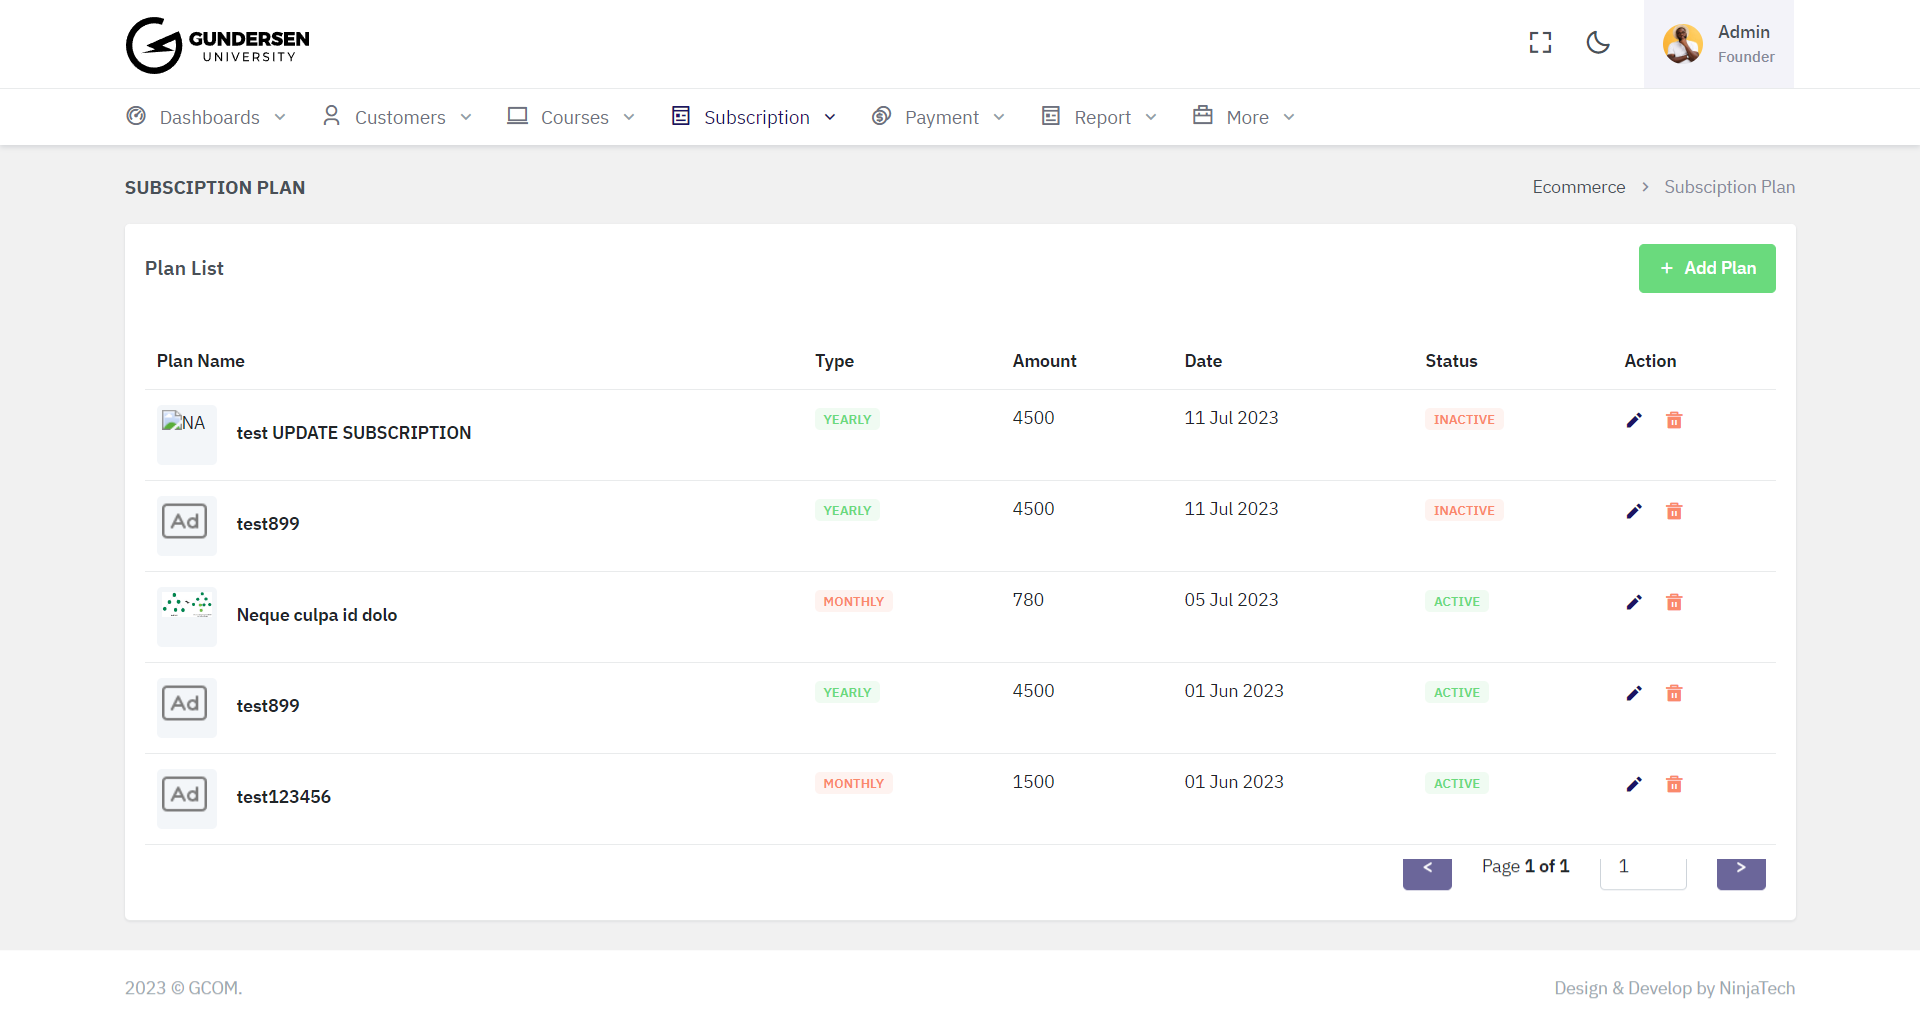 GUNDERSEN
UNIVERSITY
Admin
Founder
Dashboards
Customers
Courses
Subscription
Payment
Report
More
SUBSCIPTION PLAN
Ecommerce > Subsciption Plan
Plan List
+ Add Plan
Plan Name Type Amount Date Status Action
NA test UPDATE SUBSCRIPTION YEARLY 4500 11 Jul 2023 INACTIVE
Ad test899 YEARLY 4500 11 Jul 2023 INACTIVE
Neque culpa id dolo MONTHLY 780 05 Jul 2023 ACTIVE
Ad test899 YEARLY 4500 01 Jun 2023 ACTIVE
Ad test123456 MONTHLY 1500 01 Jun 2023 ACTIVE
< Page 1 of 1 1 >
2023 © GCOM.
Design & Develop by NinjaTech